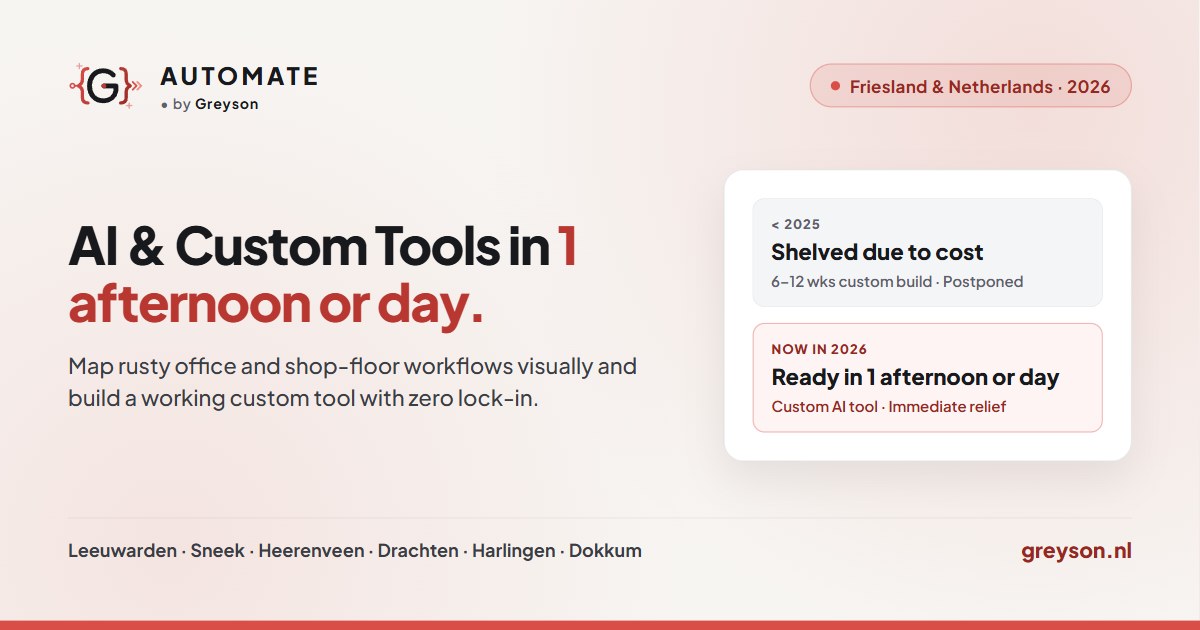 {G}
AUTOMATE
• by Greyson
Friesland & Netherlands · 2026
AI & Custom Tools in 1
afternoon or day.
Map rusty office and shop-floor workflows visually and
build a working custom tool with zero lock-in.
< 2025
Shelved due to cost
6–12 wks custom build · Postponed
NOW IN 2026
Ready in 1 afternoon or day
Custom AI tool · Immediate relief
Leeuwarden · Sneek · Heerenveen · Drachten · Harlingen · Dokkum
greyson.nl